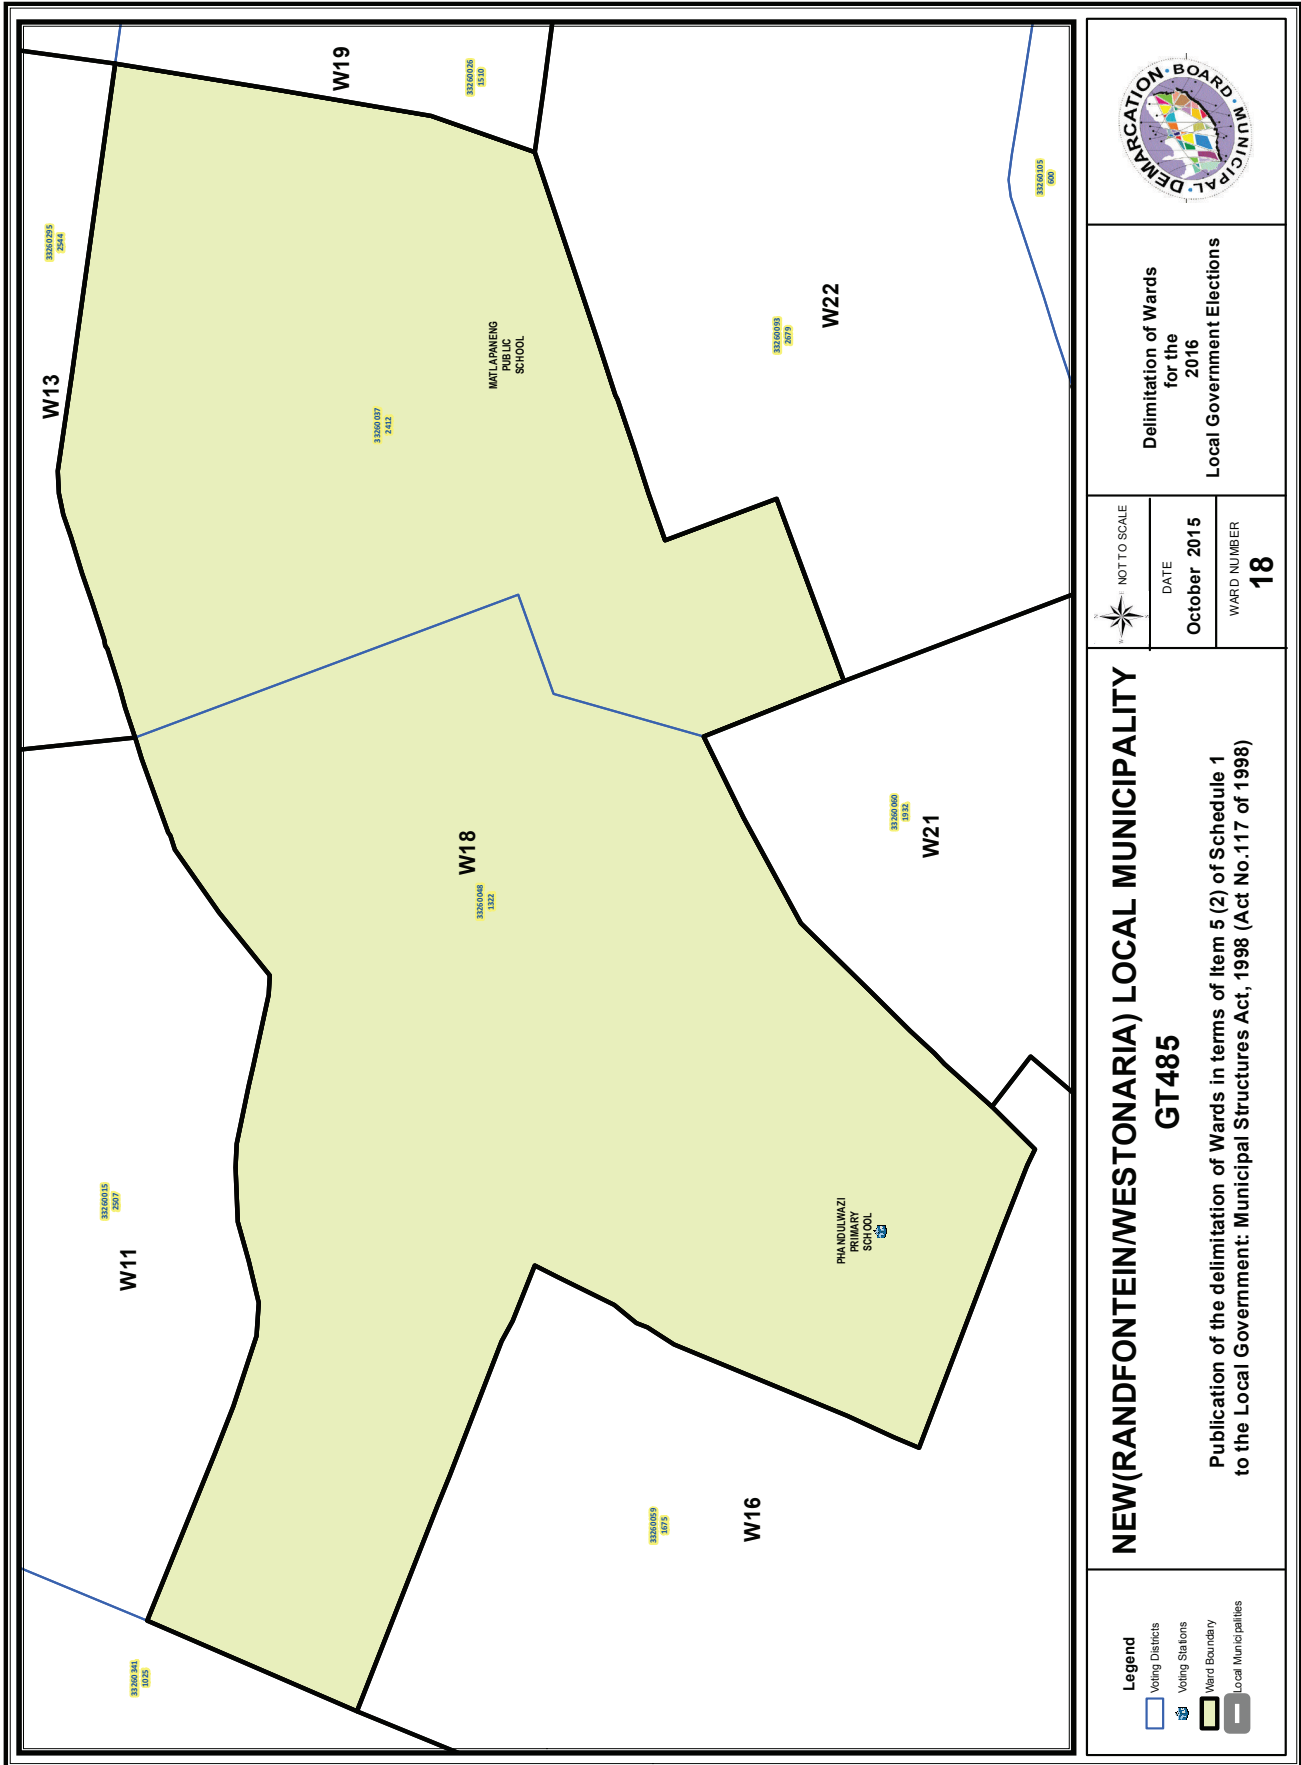 W13
33260295
2544
W19
33260026
1510
W11
33260015
2507
33260341
1025
MATLAPANENG
PUBLIC
SCHOOL
33260037
2412
W18
33260048
1322
W22
33260093
2679
33260105
600
W21
33260060
1932
PHANDULWAZI
PRIMARY
SCHOOL
W16
33260059
1675
Legend
Voting Districts
Voting Stations
Ward Boundary
Local Municipalities
NEW(RANDFONTEIN/WESTONARIA) LOCAL MUNICIPALITY
GT485
Publication of the delimitation of Wards in terms of Item 5 (2) of Schedule 1
to the Local Government: Municipal Structures Act, 1998 (Act No.117 of 1998)
N
W
E
S
NOT TO SCALE
DATE
October 2015
WARD NUMBER
18
Delimitation of Wards
for the
2016
Local Government Elections
MUNICIPAL · DEMARCATION · BOARD ·